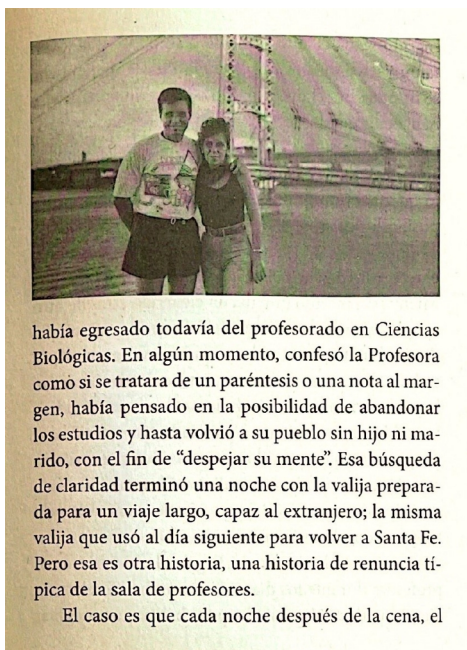 había egresado todavía del profesorado en Ciencias
Biológicas. En algún momento, confesó la Profesora
como si se tratara de un paréntesis o una nota al mar-
gen, había pensado en la posibilidad de abandonar
los estudios y hasta volvió a su pueblo sin hijo ni ma-
rido, con el fin de “despejar su mente”. Esa búsqueda
de claridad terminó una noche con la valija prepara-
da para un viaje largo, capaz al extranjero; la misma
valija que usó al día siguiente para volver a Santa Fe.
Pero esa es otra historia, una historia de renuncia tí-
pica de la sala de profesores.
El caso es que cada noche después de la cena, el